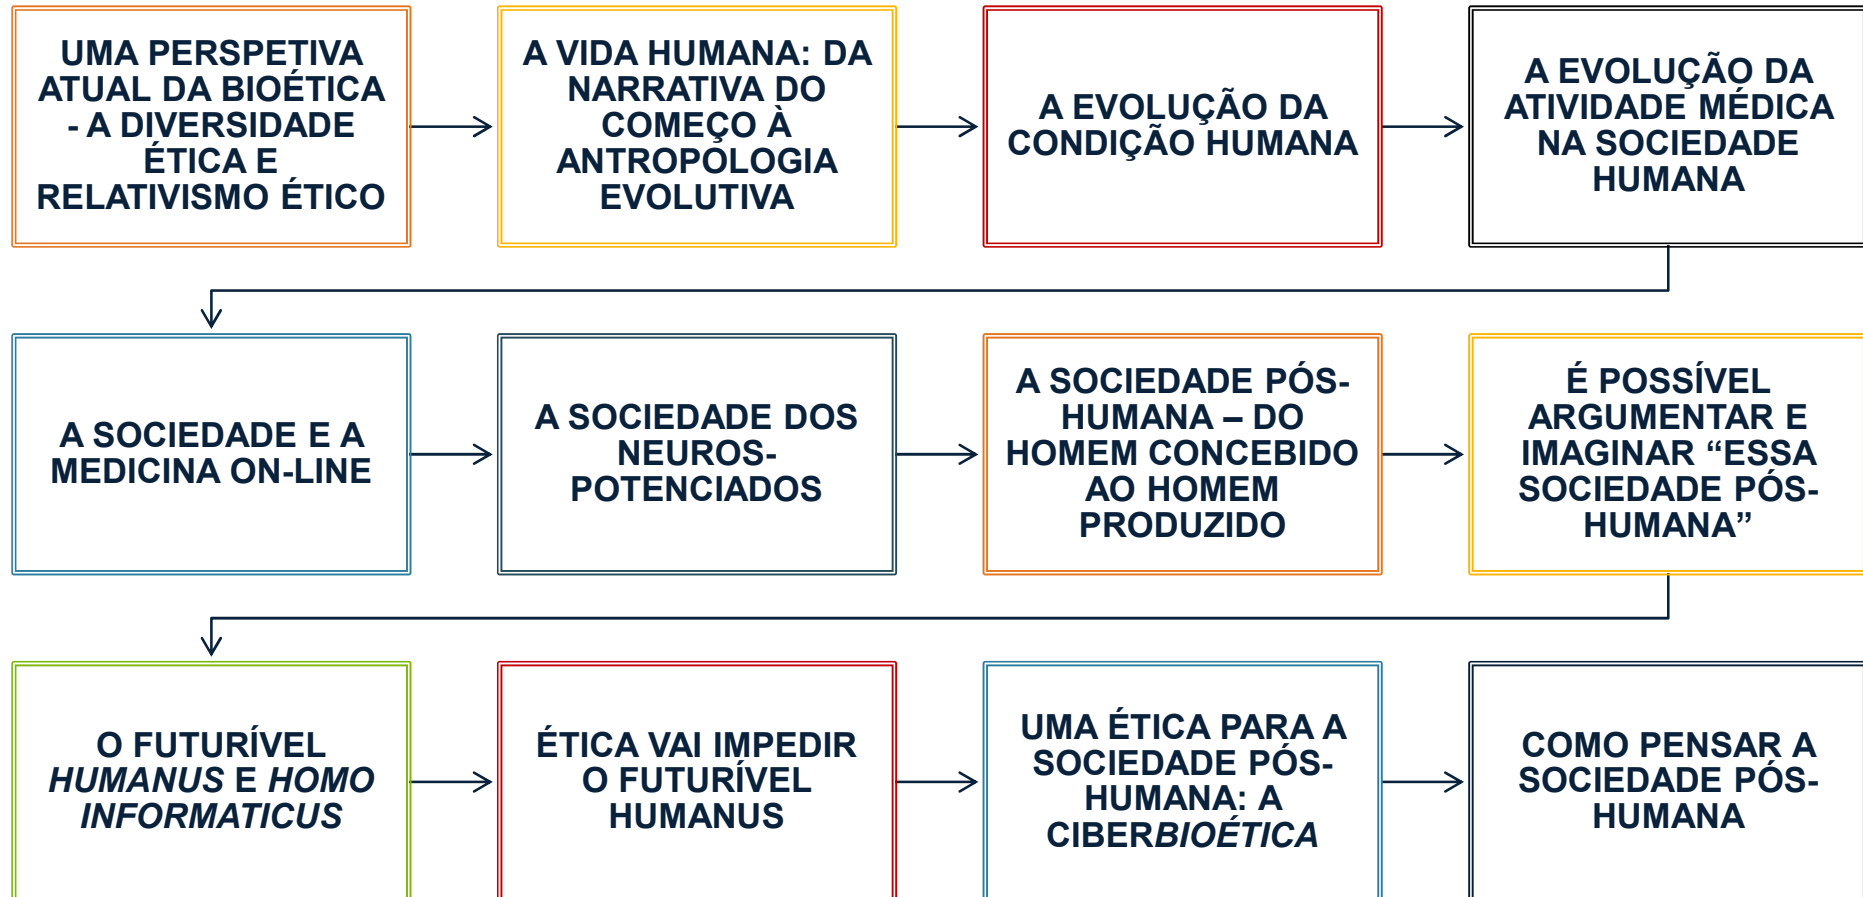 UMA PERSPETIVA
ATUAL DA BIOÉTICA
- A DIVERSIDADE
ÉTICA E
RELATIVISMO ÉTICO
A VIDA HUMANA: DA
NARRATIVA DO
COMEÇO À
ANTROPOLOGIA
EVOLUTIVA
A EVOLUÇÃO DA
CONDIÇÃO HUMANA
A EVOLUÇÃO DA
ATIVIDADE MÉDICA
NA SOCIEDADE
HUMANA
A SOCIEDADE E A
MEDICINA ON-LINE
A SOCIEDADE DOS
NEUROS-
POTENCIADOS
A SOCIEDADE PÓS-
HUMANA – DO
HOMEM CONCEBIDO
AO HOMEM
PRODUZIDO
É POSSÍVEL
ARGUMENTAR E
IMAGINAR “ESSA
SOCIEDADE PÓS-
HUMANA”
O FUTURÍVEL
HUMANUS E HOMO
INFORMATICUS
ÉTICA VAI IMPEDIR
O FUTURÍVEL
HUMANUS
UMA ÉTICA PARA A
SOCIEDADE PÓS-
HUMANA: A
CIBERBIOÉTICA
COMO PENSAR A
SOCIEDADE PÓS-
HUMANA